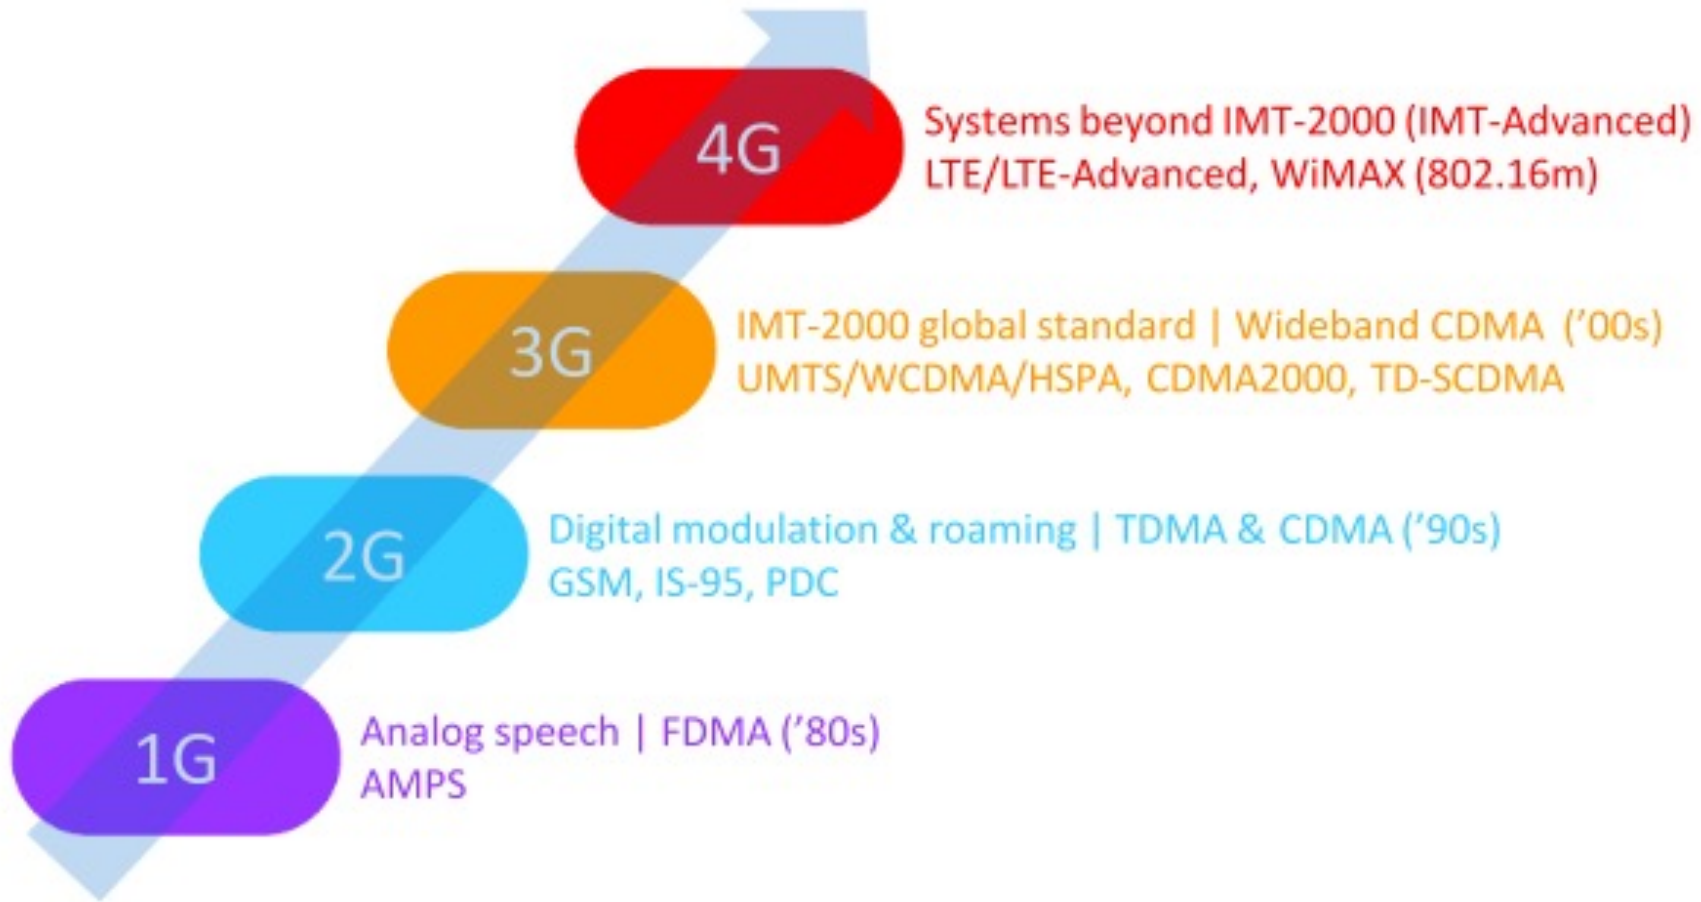 4G
Systems beyond IMT-2000 (IMT-Advanced)
LTE/LTE-Advanced, WiMAX (802.16m)
3G
IMT-2000 global standard | Wideband CDMA (’00s)
UMTS/WCDMA/HSPA, CDMA2000, TD-SCDMA
2G
Digital modulation & roaming | TDMA & CDMA (’90s)
GSM, IS-95, PDC
1G
Analog speech | FDMA (’80s)
AMPS